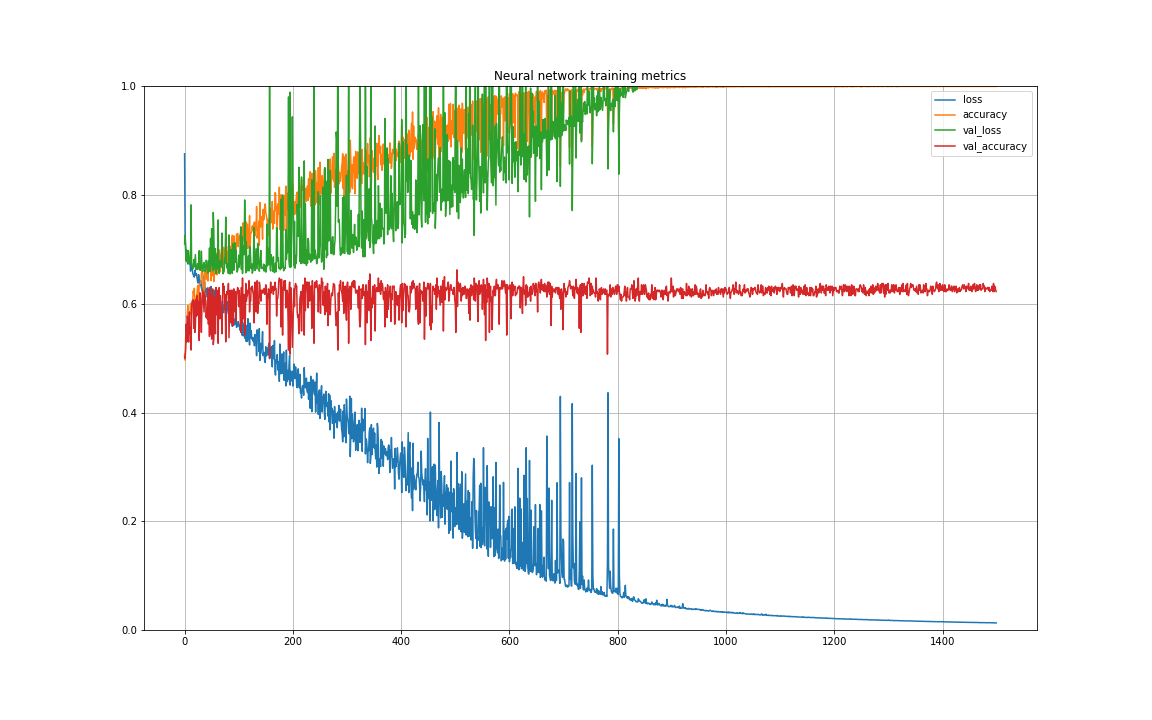 Neural network training metrics
1.0
0.8
0.6
0.4
0.2
0.0
loss
accuracy
val_loss
val_accuracy
0 200 400 600 800 1000 1200 1400